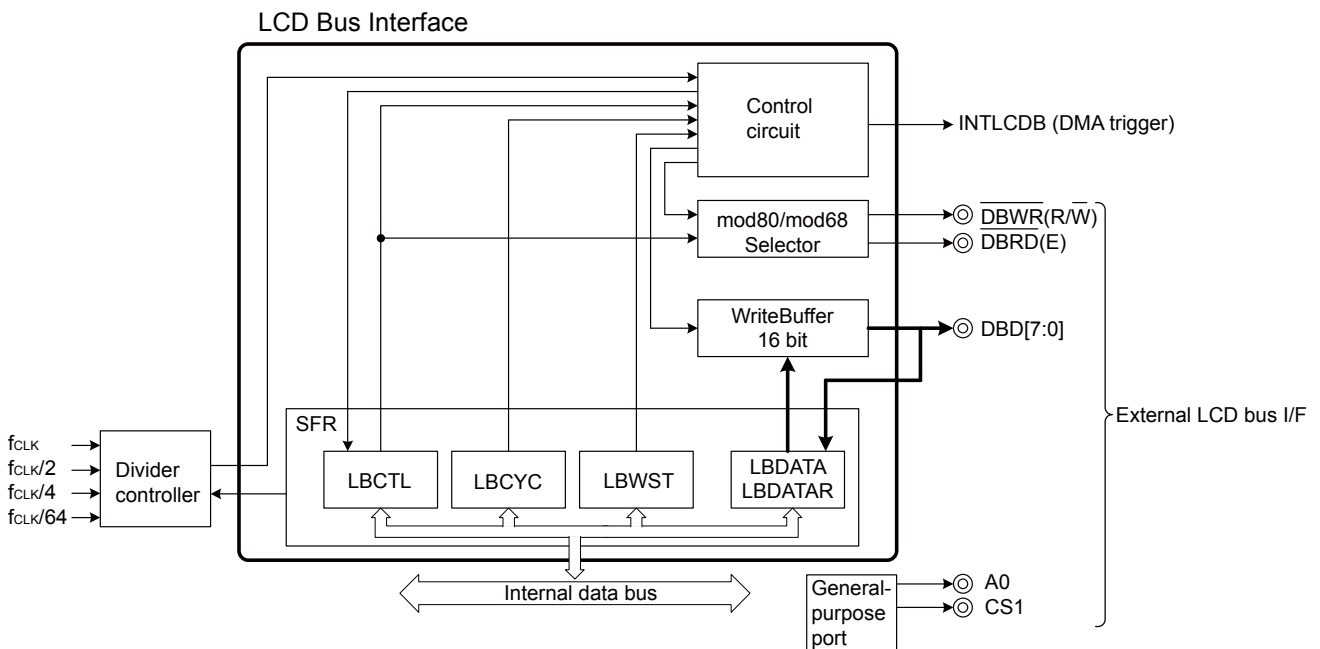 LCD Bus Interface
Control
circuit
INTLCDB (DMA trigger)
mod80/mod68
Selector
DBWR(R/W)
DBRD(E)
WriteBuffer
16 bit
DBD[7:0]
External LCD bus I/F
SFR
fCLK
fCLK/2
fCLK/4
fCLK/64
Divider
controller
LBCTL
LBCYC
LBWST
LBDATA
LBDATAR
Internal data bus
General-
purpose
port
A0
CS1